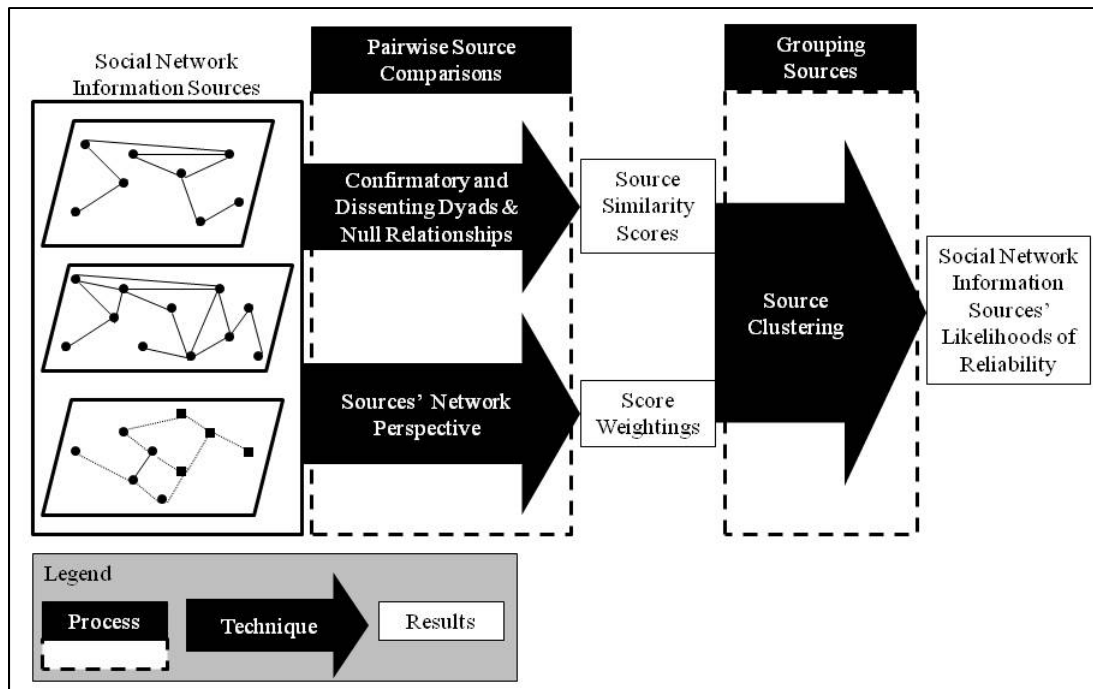 Social Network
Information Sources
Pairwise Source
Comparisons
Grouping
Sources
Confirmatory and
Dissenting Dyads &
Null Relationships
Source
Similarity
Scores
Sources’ Network
Perspective
Score
Weightings
Source
Clustering
Social Network
Information
Sources’
Likelihoods of
Reliability
Legend
Process
Technique
Results